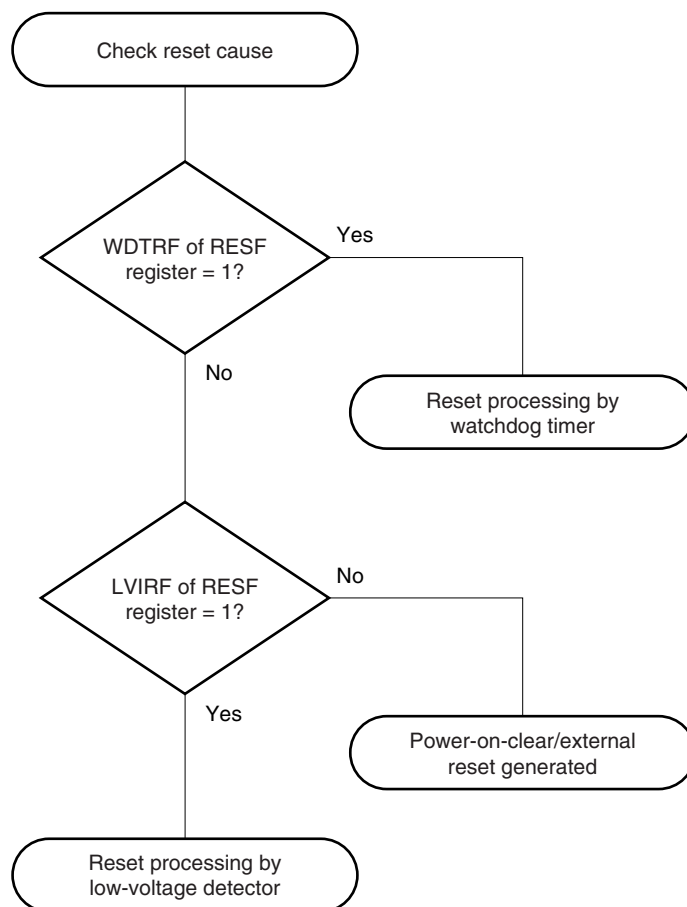 Check reset cause
WDTRF of RESF
register = 1?
Yes
No
Reset processing by
watchdog timer
LVIRF of RESF
register = 1?
No
Yes
Power-on-clear/external
reset generated
Reset processing by
low-voltage detector